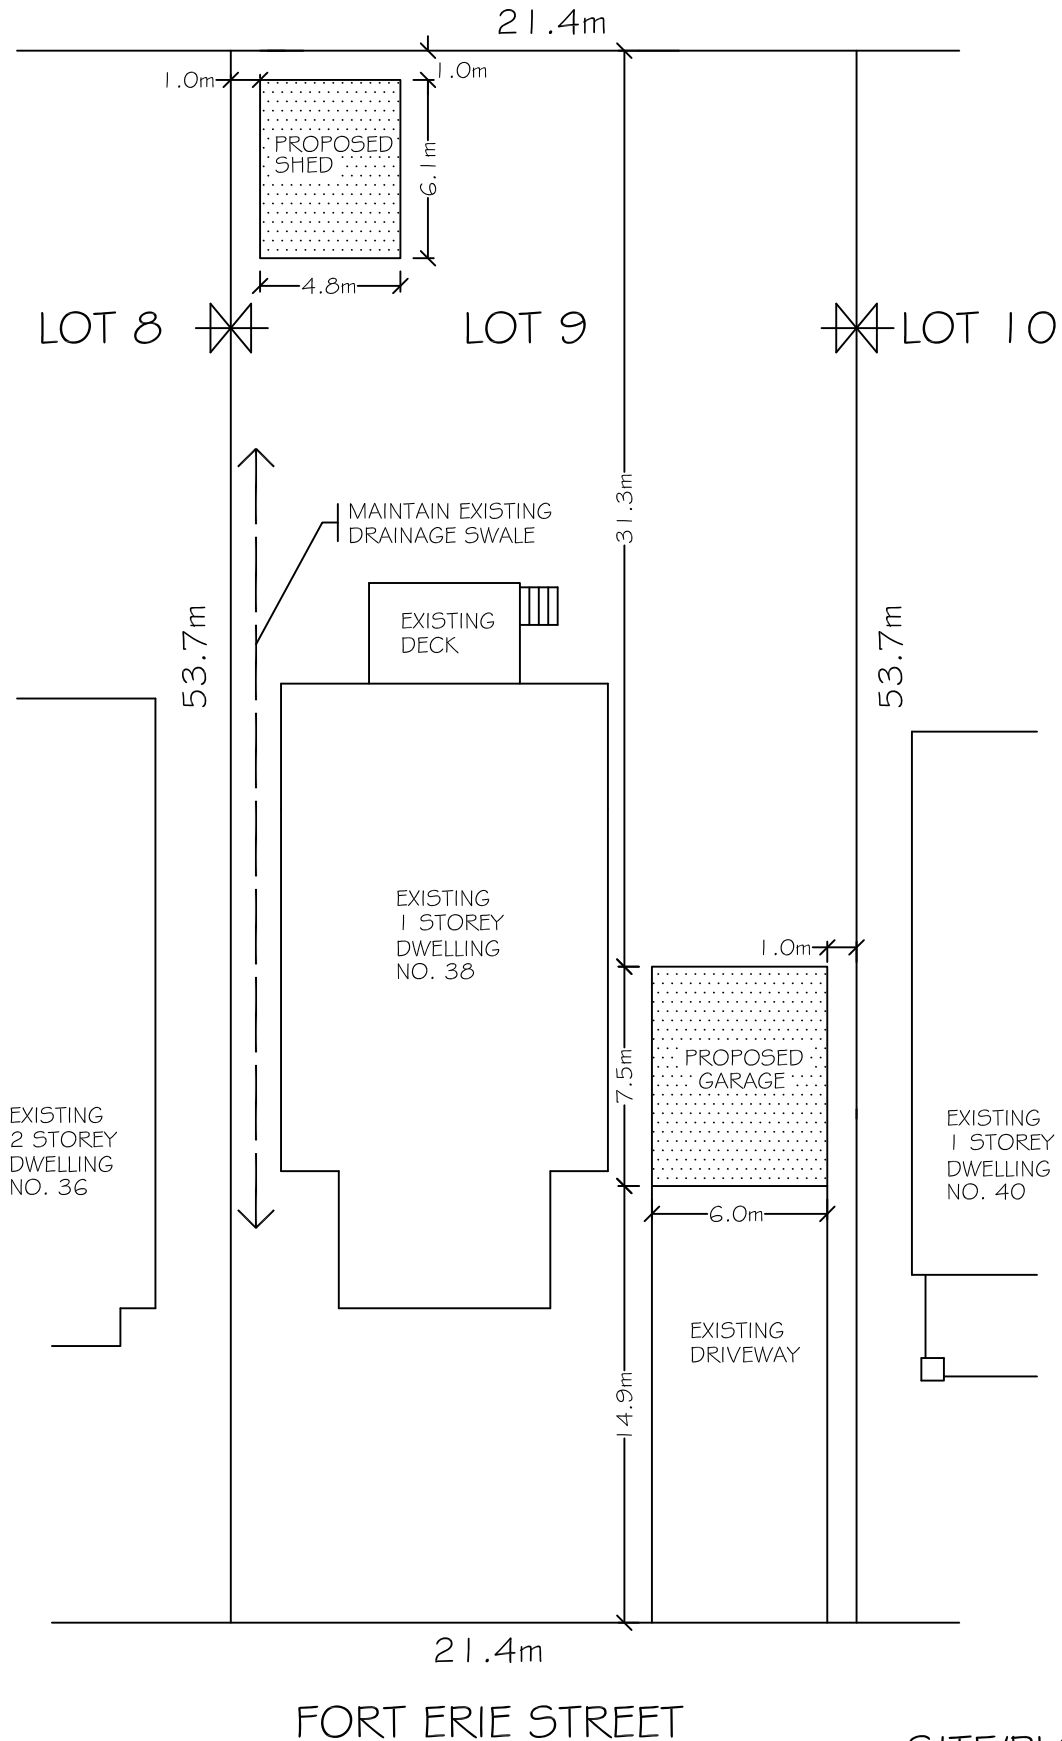 21.4m
1.0m
1.0m
PROPOSED
SHED
6.1m
4.8m
LOT 8
LOT 9
LOT 10
31.3m
MAINTAIN EXISTING
DRAINAGE SWALE
53.7m
53.7m
EXISTING
DECK
EXISTING
1 STOREY
DWELLING
NO. 38
1.0m
7.5m
PROPOSED
GARAGE
EXISTING
2 STOREY
DWELLING
NO. 36
EXISTING
1 STOREY
DWELLING
NO. 40
6.0m
EXISTING
DRIVEWAY
14.9m
21.4m
FORT ERIE STREET